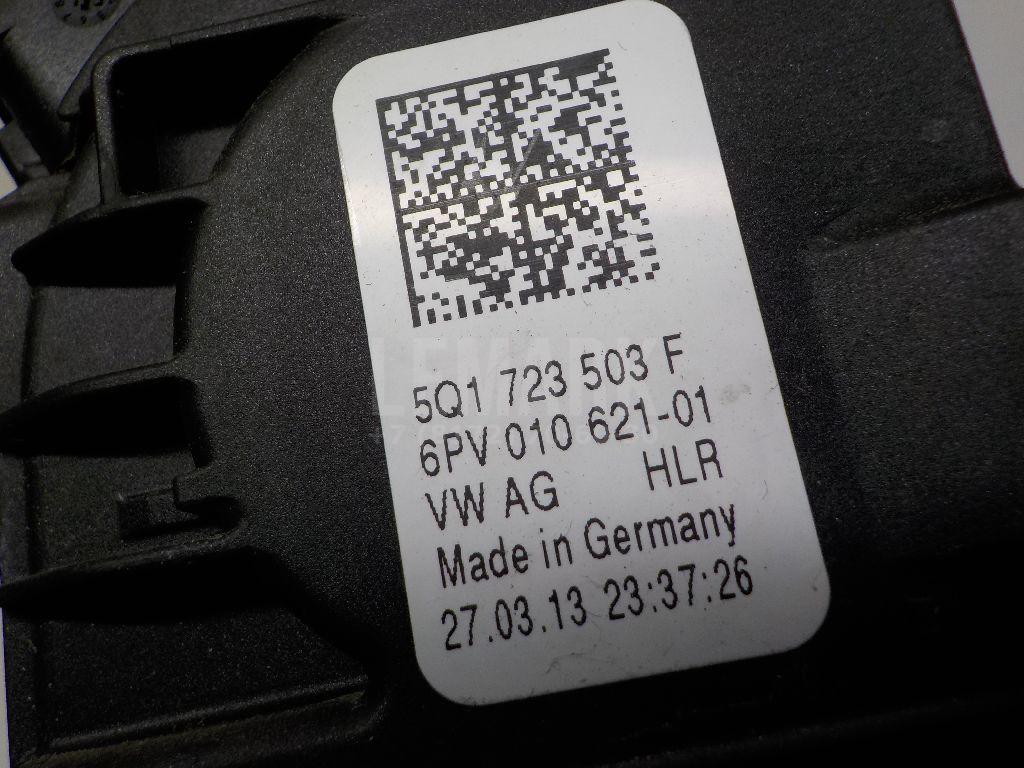 5Q1 723 503 F
6PV 010 621-01
VW AG HLR
Made in Germany
27.03.13 23:37:26
LEMARK